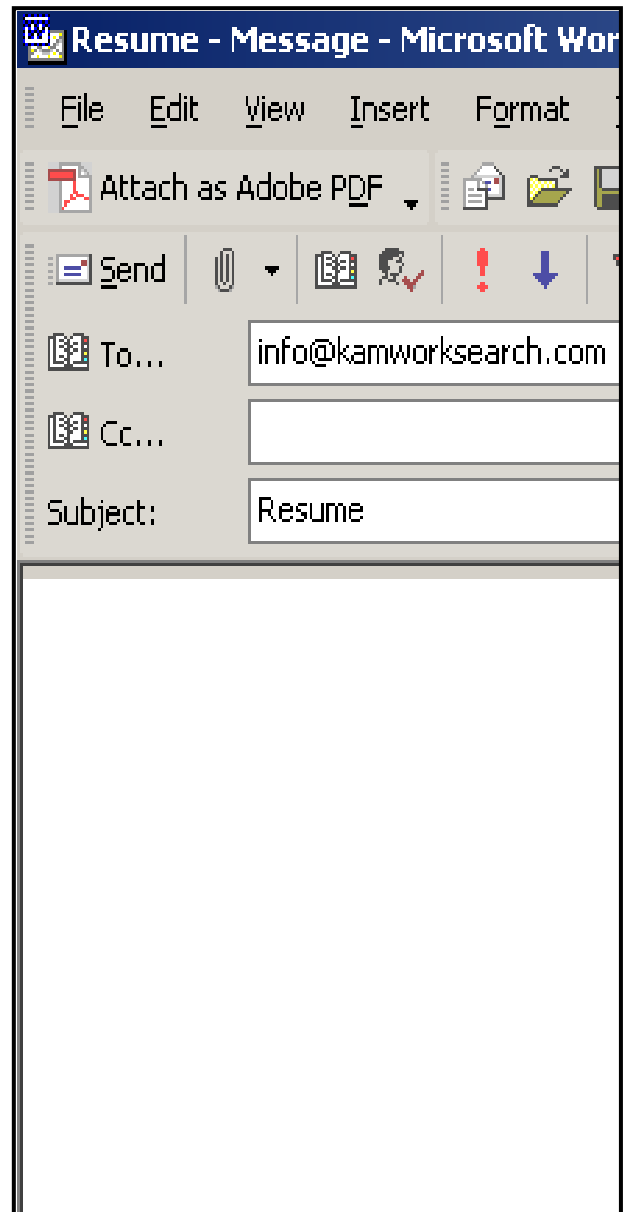 Resume - Message - Microsoft Wor
File Edit View Insert Format
Attach as Adobe PDF
Send
To... info@kamworksearch.com
Cc...
Subject: Resume